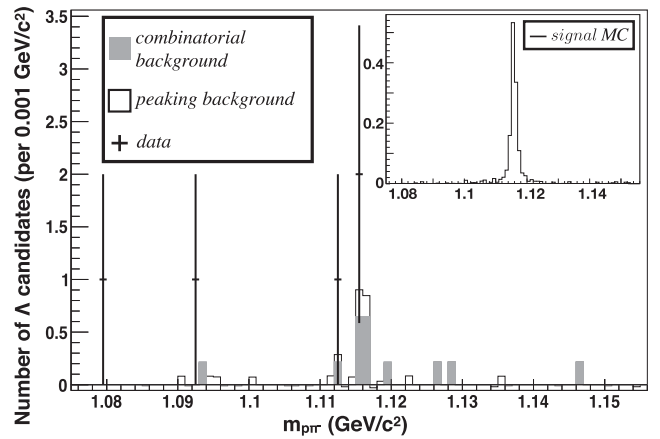 Number of Λ candidates (per 0.001 GeV/c²)
3.5
3
2.5
2
1.5
1
0.5
0
combinatorial
background
peaking background
data
signal MC
0.4
0.2
0
1.08 1.1 1.12 1.14
1.08 1.09 1.1 1.11 1.12 1.13 1.14 1.15
mpπ⁻ (GeV/c²)